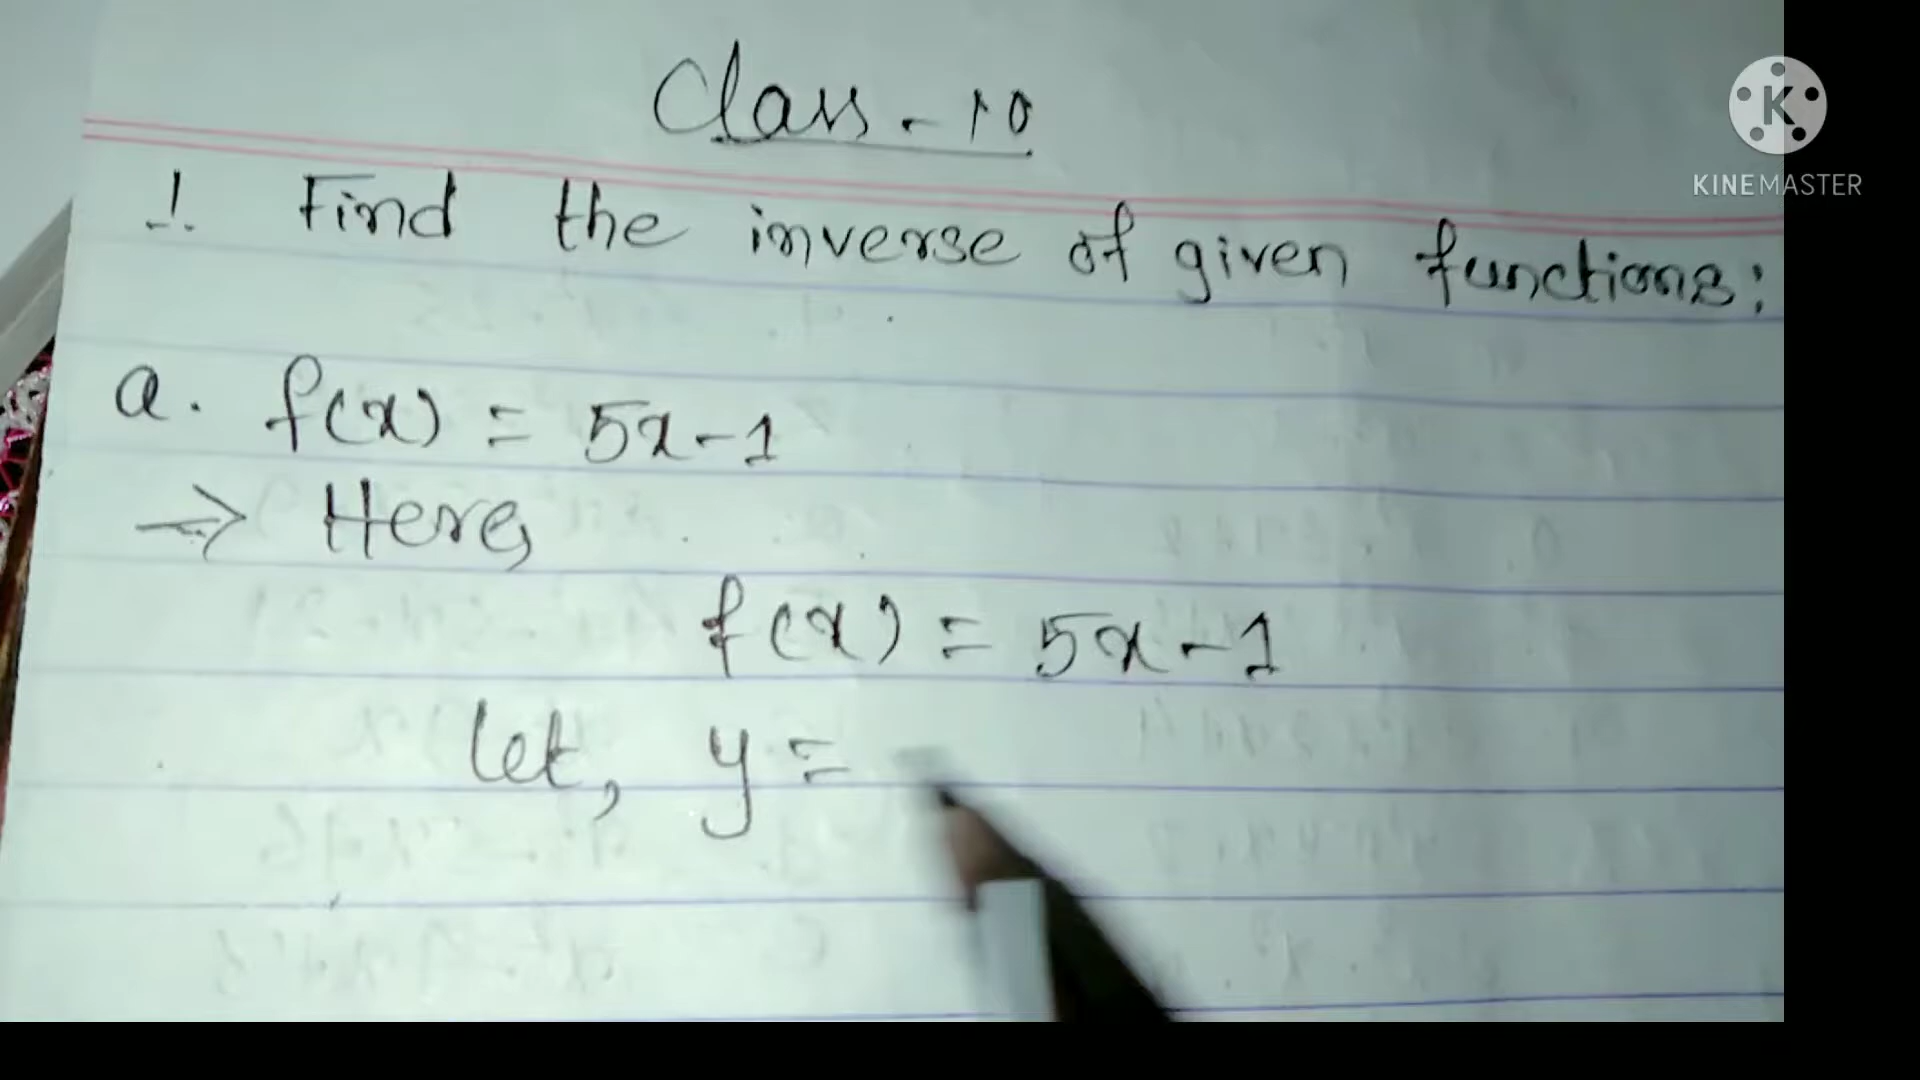 Class - 10
K
KINEMASTER
1. Find the inverse of given functions:
a. f(x) = 5x-1
→ Here,
f(x) = 5x-1
let, y =